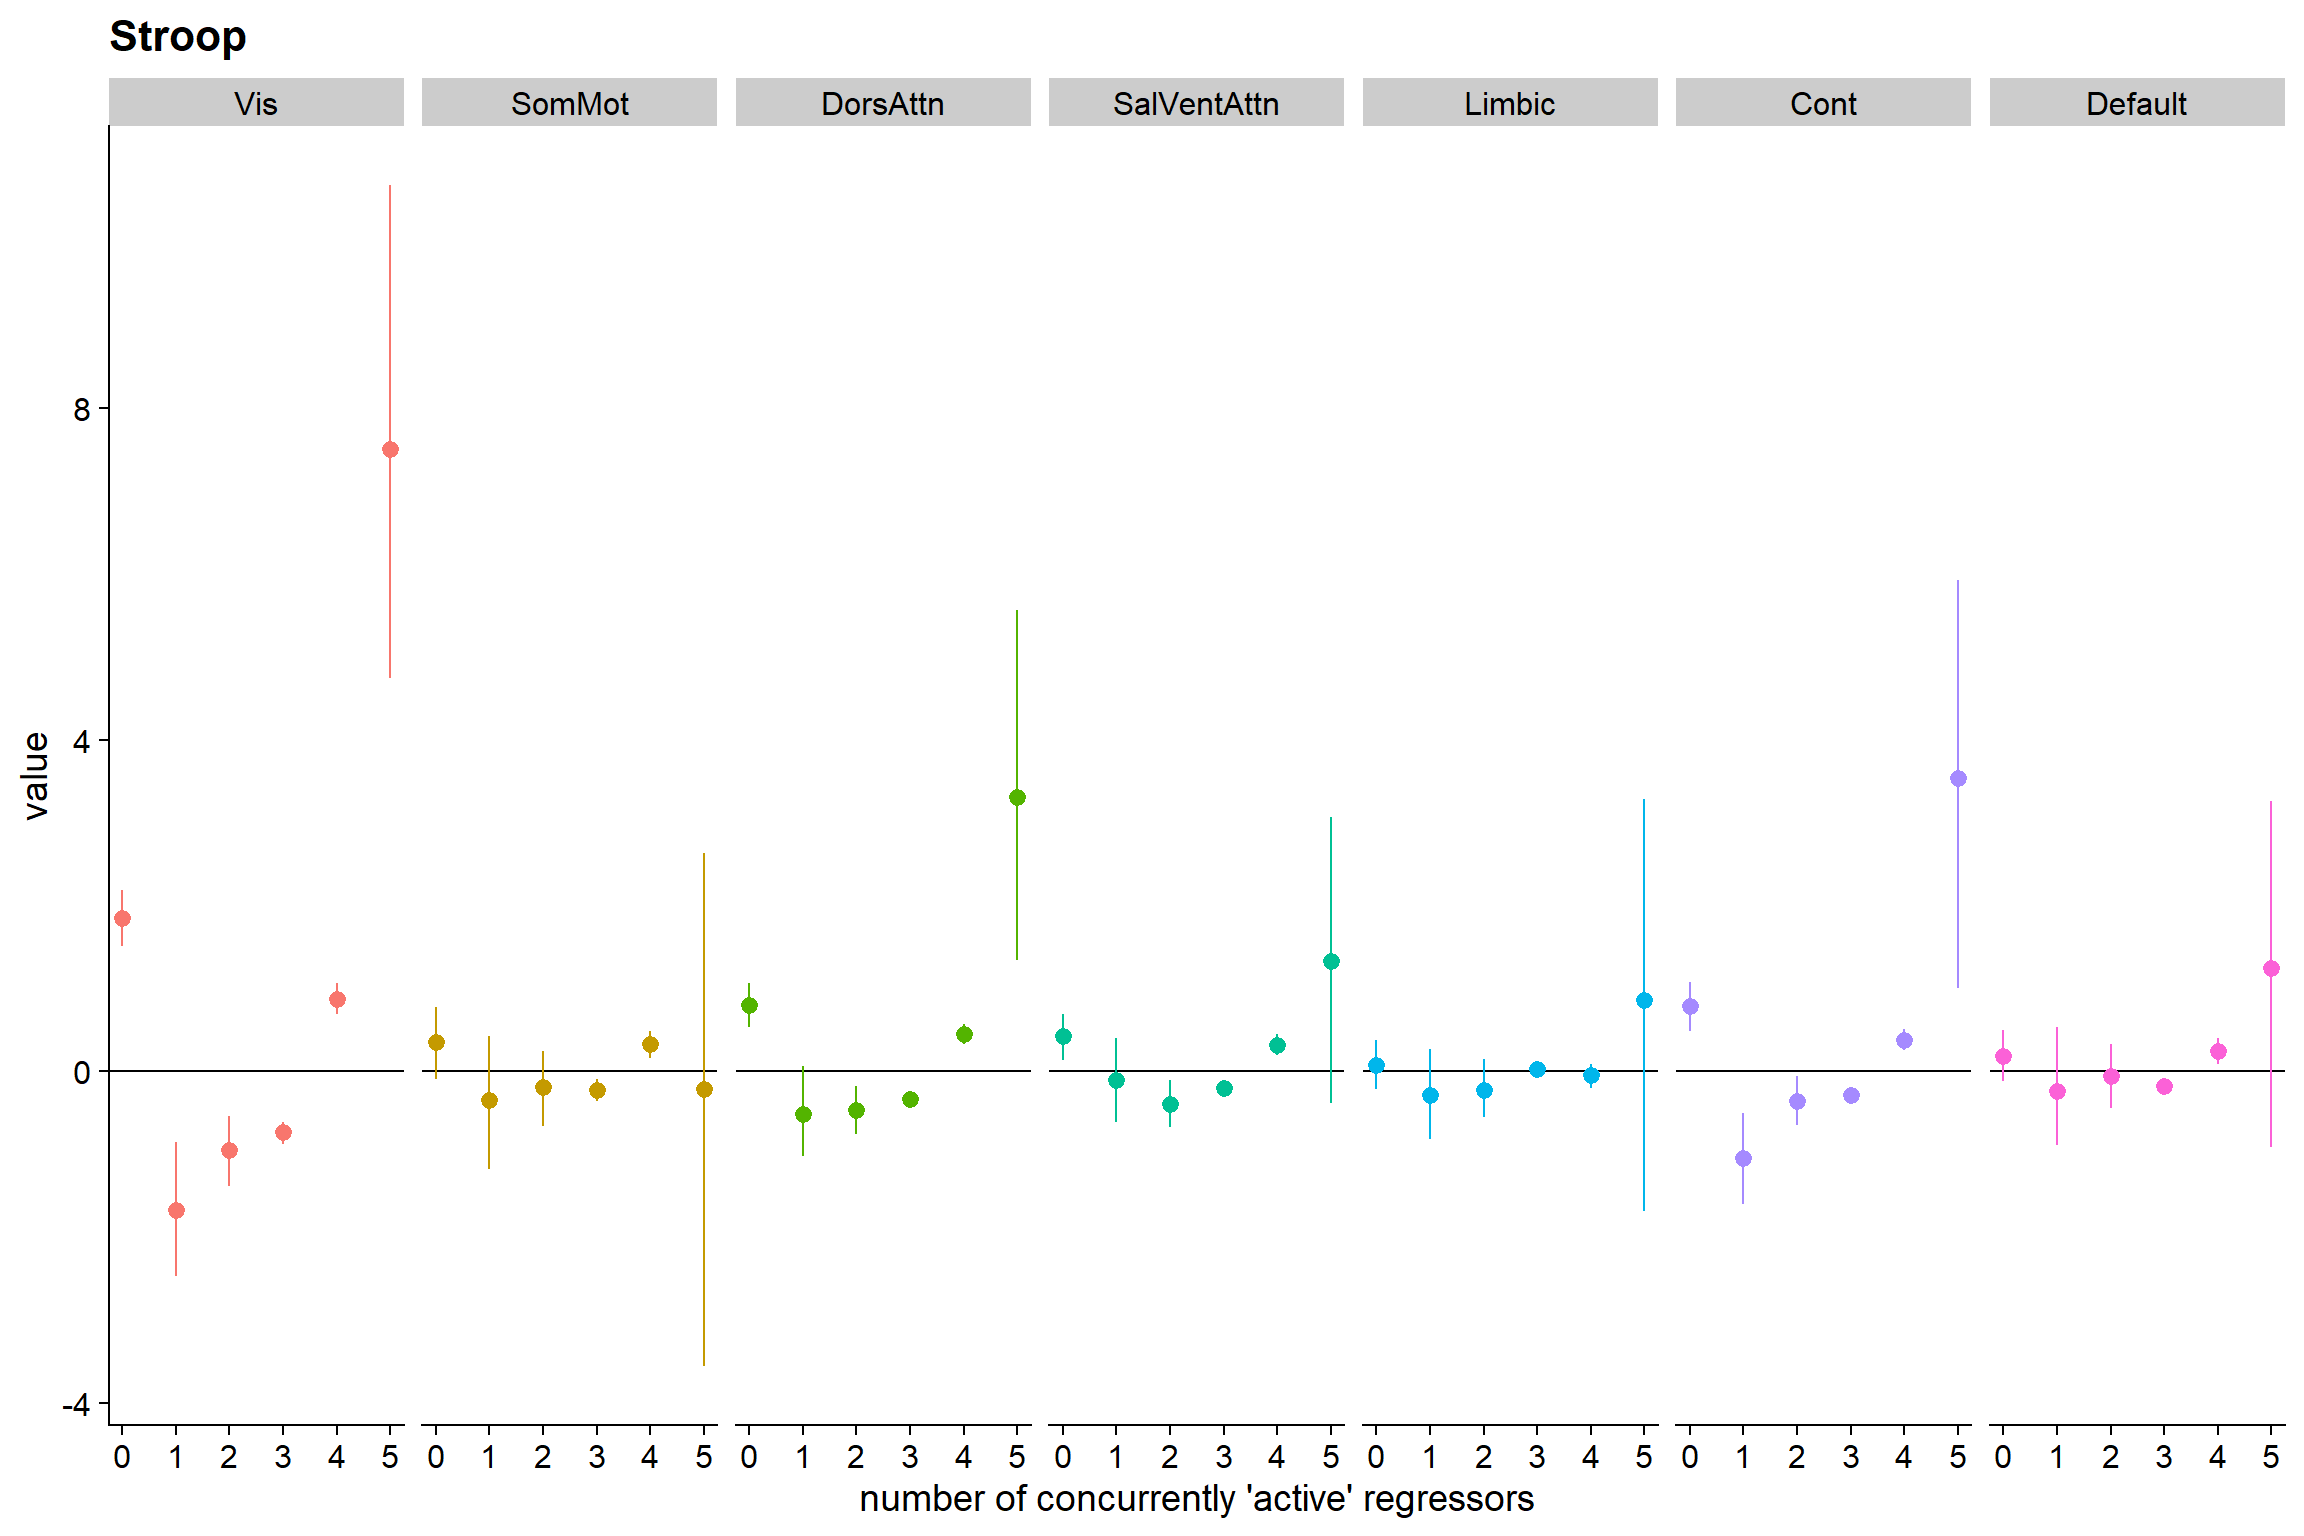 Stroop
Vis SomMot DorsAttn SalVentAttn Limbic Cont Default
8
4
0
-4
value
0 1 2 3 4 5 0 1 2 3 4 5 0 1 2 3 4 5 0 1 2 3 4 5 0 1 2 3 4 5 0 1 2 3 4 5 0 1 2 3 4 5
number of concurrently 'active' regressors